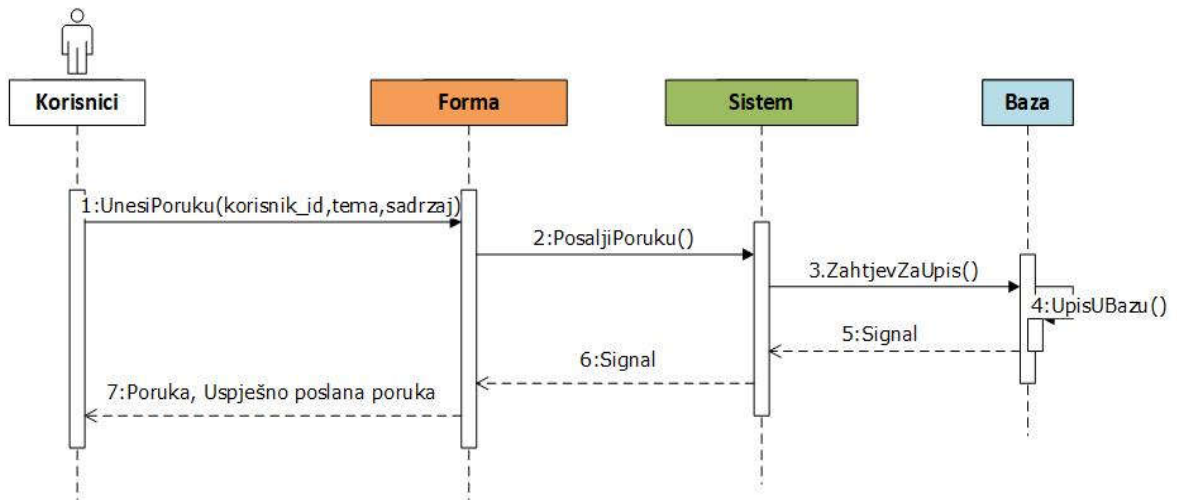 Korisnici
Forma
Sistem
Baza
1:UnesiPoruku(korisnik_id,tema,sadrzaj)
2:PosaljiPoruku()
3.ZahtjevZaUpis()
4:UpisUBazu()
5:Signal
6:Signal
7:Poruka, Uspješno poslana poruka